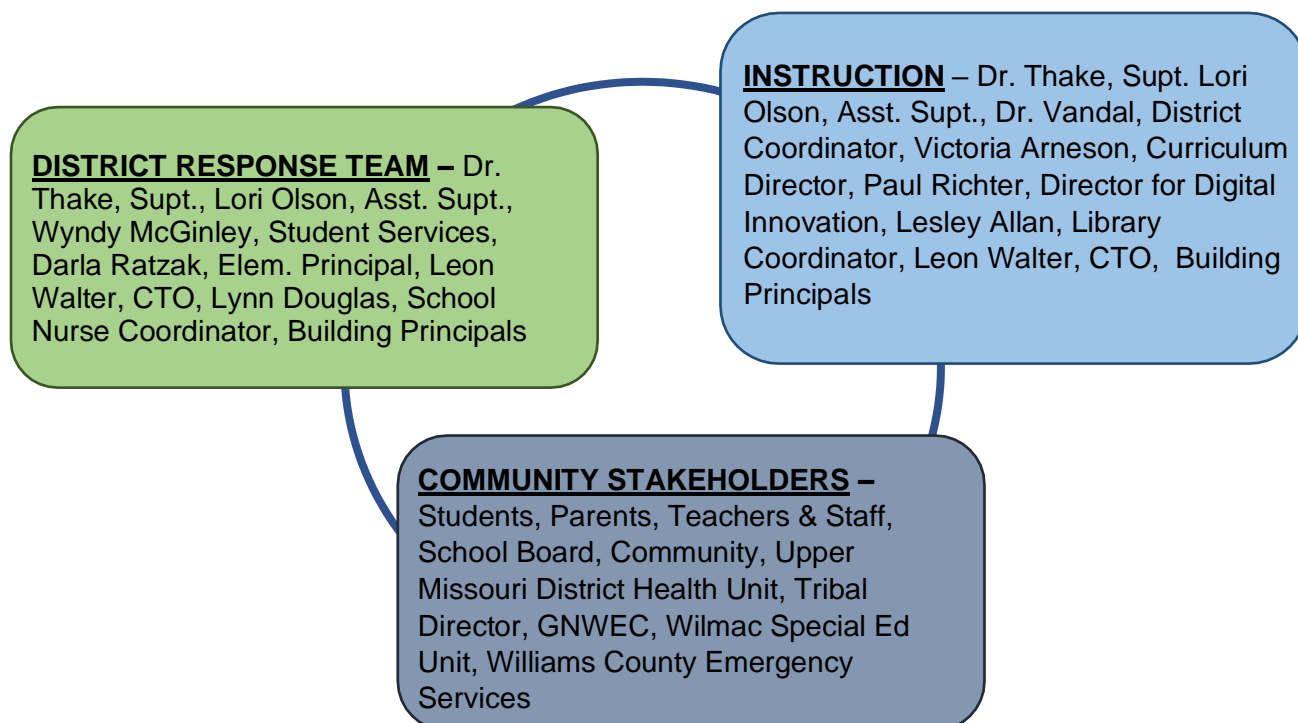 DISTRICT RESPONSE TEAM – Dr.
Thake, Supt., Lori Olson, Asst. Supt.,
Wyndy McGinley, Student Services,
Darla Ratzak, Elem. Principal, Leon
Walter, CTO, Lynn Douglas, School
Nurse Coordinator, Building Principals
INSTRUCTION – Dr. Thake, Supt. Lori
Olson, Asst. Supt., Dr. Vandal, District
Coordinator, Victoria Arneson, Curriculum
Director, Paul Richter, Director for Digital
Innovation, Lesley Allan, Library
Coordinator, Leon Walter, CTO,  Building
Principals
COMMUNITY STAKEHOLDERS –
Students, Parents, Teachers & Staff,
School Board, Community, Upper
Missouri District Health Unit, Tribal
Director, GNWEC, Wilmac Special Ed
Unit, Williams County Emergency
Services